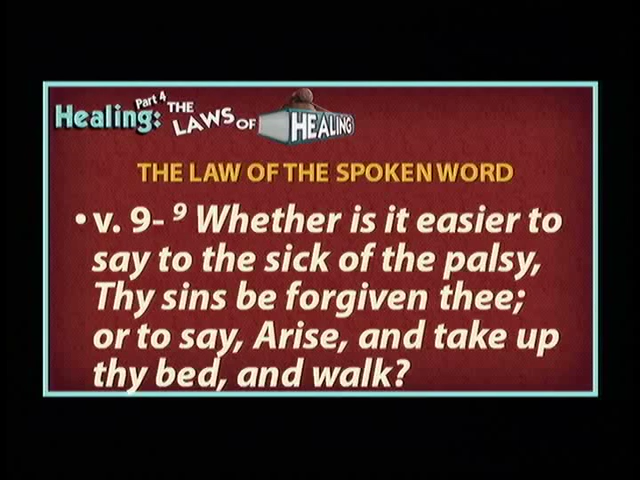 Healing: Part 4 THE LAWS OF HEALING
THE LAW OF THE SPOKEN WORD
• v. 9- ⁹ Whether is it easier to
say to the sick of the palsy,
Thy sins be forgiven thee;
or to say, Arise, and take up
thy bed, and walk?